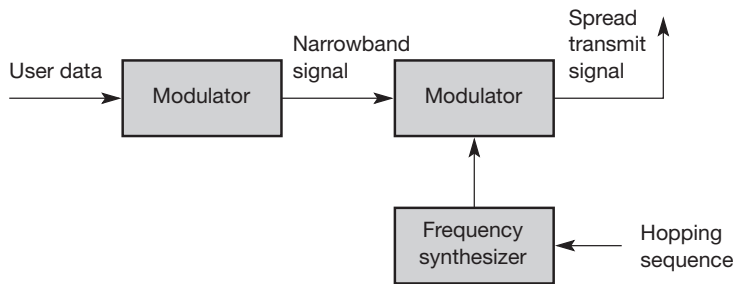 User data
Modulator
Narrowband
signal
Modulator
Spread
transmit
signal
Frequency
synthesizer
Hopping
sequence